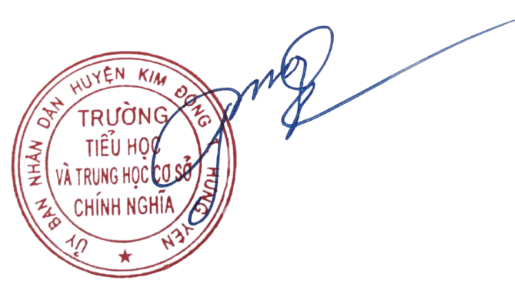 ỦY BAN NHÂN DÂN HUYỆN KIM ĐỘNG T. HƯNG YÊN
TRƯỜNG
TIỂU HỌC
VÀ TRUNG HỌC CƠ SỞ
CHÍNH NGHĨA